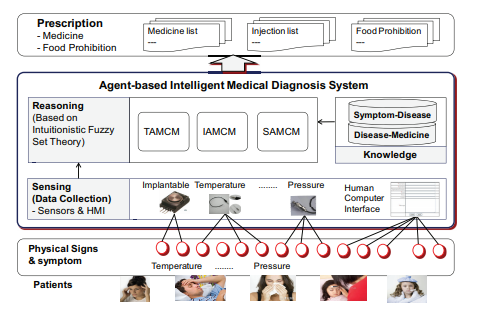 Prescription
- Medicine
- Food Prohibition
Medicine list
---
Injection list
---
Food Prohibition
---
Agent-based Intelligent Medical Diagnosis System
Reasoning
(Based on
Intuitionistic Fuzzy
Set Theory)
TAMCM
IAMCM
SAMCM
Symptom-Disease
Disease-Medicine
Knowledge
Sensing
(Data Collection)
- Sensors & HMI
Implantable
Temperature
........
Pressure
Human
Computer
Interface
Physical Signs
& symptom
Temperature
........
Pressure
Patients